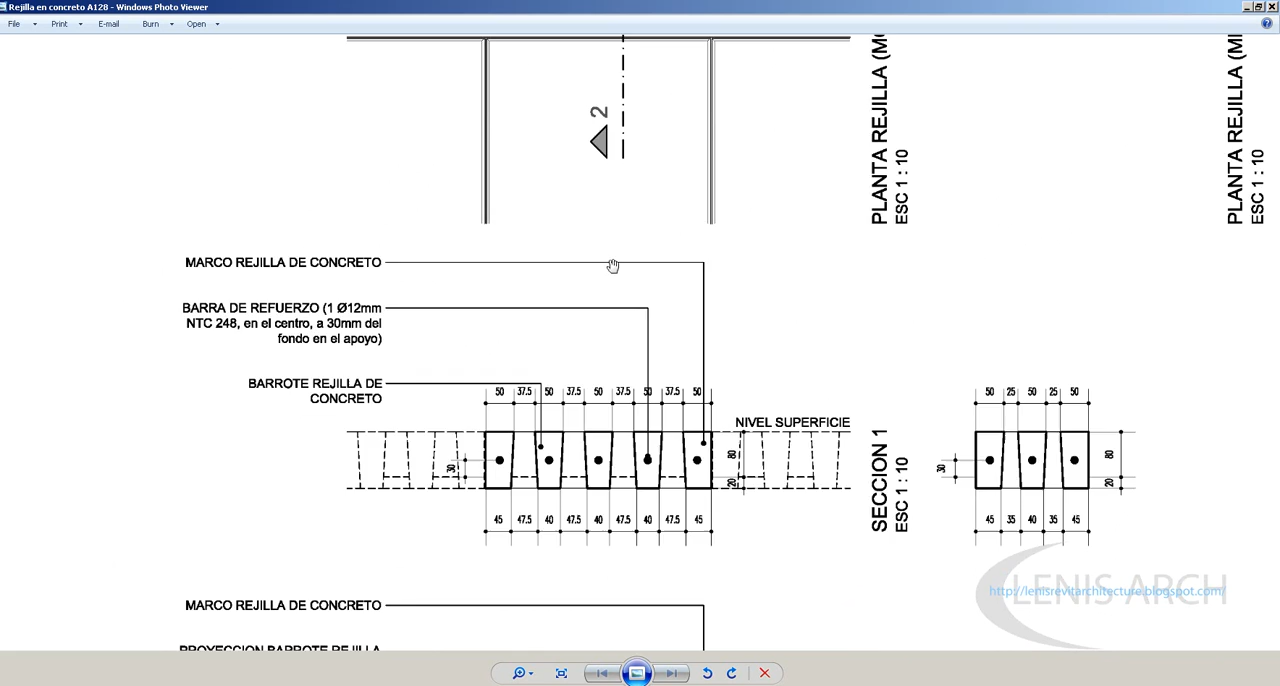 Rejilla en concreto A128 - Windows Photo Viewer
File Print E-mail Burn Open
2
PLANTA REJILLA
ESC 1 : 10
PLANTA REJILLA
ESC 1 : 10
MARCO REJILLA DE CONCRETO
BARRA DE REFUERZO (1 Ø12mm
NTC 248, en el centro, a 30mm del
fondo en el apoyo)
BARROTE REJILLA DE
CONCRETO
50 37.5 50 37.5 50 37.5 50 37.5 50
50 25 50 25 50
NIVEL SUPERFICIE
30
80
20
SECCION 1
ESC 1 : 10
30
80
20
45 47.5 40 47.5 40 47.5 40 47.5 45
45 35 40 35 45
LENIS ARCH
http://lenisrevitarchitecture.blogspot.com/
MARCO REJILLA DE CONCRETO
PROYECCION BARROTE REJILLA